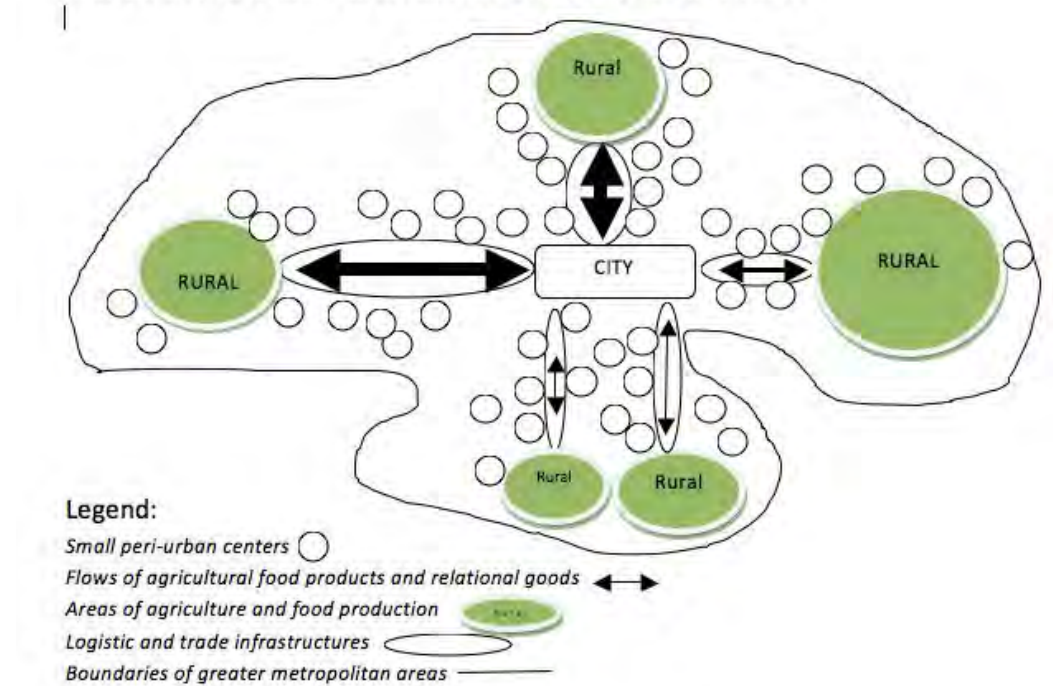 Rural
RURAL
CITY
RURAL
Rural
Rural
Legend:
Small peri-urban centers
Flows of agricultural food products and relational goods
Areas of agriculture and food production
Logistic and trade infrastructures
Boundaries of greater metropolitan areas